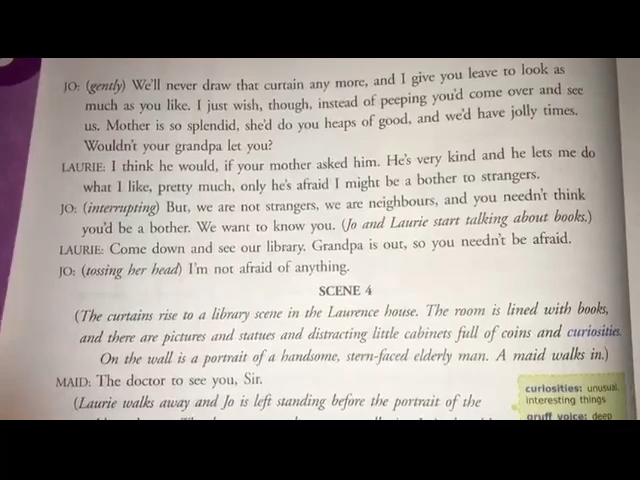 JO: (gently) We'll never draw that curtain any more, and I give you leave to look as
much as you like. I just wish, though, instead of peeping you'd come over and see
us. Mother is so splendid, she'd do you heaps of good, and we'd have jolly times.
Wouldn't your grandpa let you?
LAURIE: I think he would, if your mother asked him. He's very kind and he lets me do
what I like, pretty much, only he's afraid I might be a bother to strangers.
JO: (interrupting) But, we are not strangers, we are neighbours, and you needn't think
you'd be a bother. We want to know you. (Jo and Laurie start talking about books.)
LAURIE: Come down and see our library. Grandpa is out, so you needn't be afraid.
JO: (tossing her head) I'm not afraid of anything.
SCENE 4
(The curtains rise to a library scene in the Laurence house. The room is lined with books,
and there are pictures and statues and distracting little cabinets full of coins and curiosities.
On the wall is a portrait of a handsome, stern-faced elderly man. A maid walks in.)
MAID: The doctor to see you, Sir.
(Laurie walks away and Jo is left standing before the portrait of the
curiosities: unusual,
interesting things
gruff voice: deep